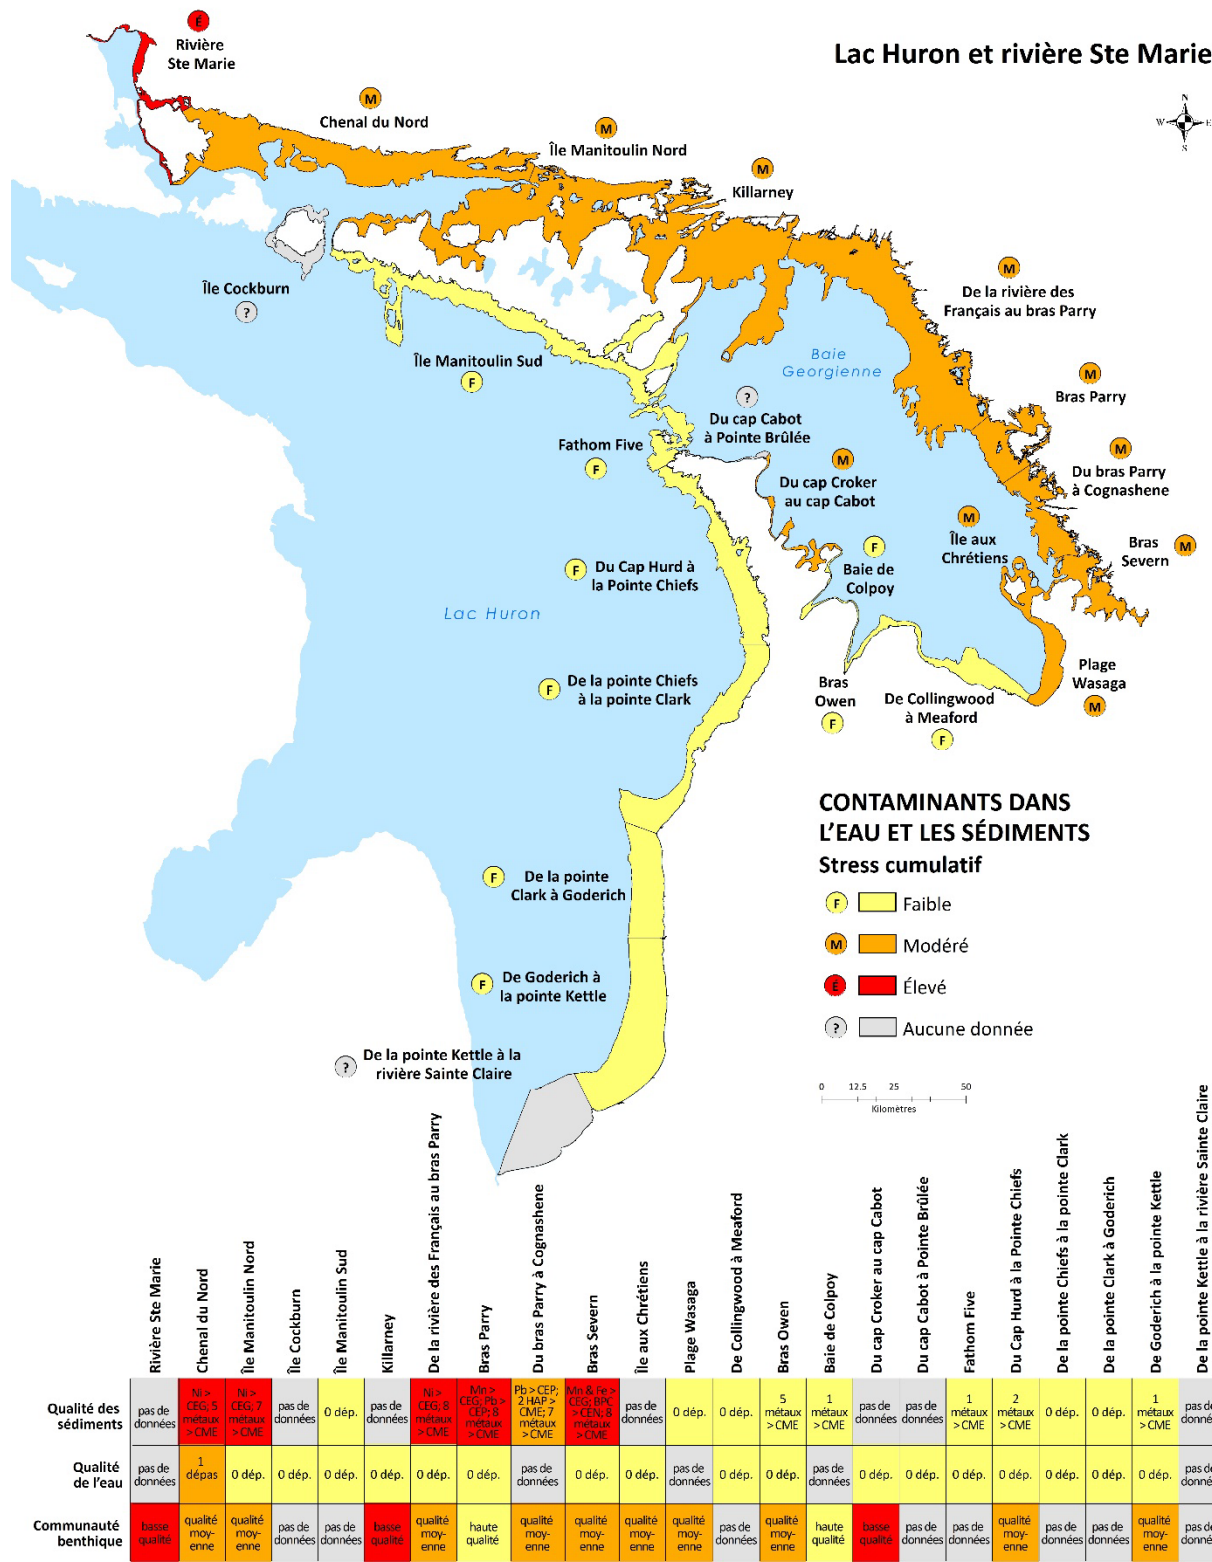 Lac Huron et rivière Ste Marie
N
W
E
S
É
Rivière
Ste Marie
M
Chenal du Nord
M
Île Manitoulin Nord
M
Killarney
M
De la rivière des
Français au bras Parry
Île Cockburn
?
Île Manitoulin Sud
F
Baie
Georgienne
M
Bras Parry
?
Du cap Cabot
à Pointe Brûlée
Fathom Five
F
M
Du cap Croker
au cap Cabot
M
Du bras Parry
à Cognashene
M
Île aux
Chrétiens
Bras
Severn
M
F
Baie de
Colpoy
F
Du Cap Hurd à
la Pointe Chiefs
Lac Huron
F
De la pointe Chiefs
à la pointe Clark
Bras
Owen
F
De Collingwood
à Meaford
F
Plage
Wasaga
M
F
De la pointe
Clark à Goderich
F
De Goderich à
la pointe Kettle
?
De la pointe Kettle à la
rivière Sainte Claire
CONTAMINANTS DANS
L'EAU ET LES SÉDIMENTS
Stress cumulatif
F Faible
M Modéré
É Élevé
? Aucune donnée
0 12.5 25 50
Kilomètres
Rivière Ste Marie
Chenal du Nord
Île Manitoulin Nord
Île Cockburn
Île Manitoulin Sud
Killarney
De la rivière des Français au bras Parry
Bras Parry
Du bras Parry à Cognashene
Bras Severn
Île aux Chrétiens
Plage Wasaga
De Collingwood à Meaford
Bras Owen
Baie de Colpoy
Du cap Croker au cap Cabot
Du cap Cabot à Pointe Brûlée
Fathom Five
Du Cap Hurd à la Pointe Chiefs
De la pointe Chiefs à la pointe Clark
De la pointe Clark à Goderich
De Goderich à la pointe Kettle
De la pointe Kettle à la rivière Sainte Claire
Qualité des
sédiments
pas de
données
Ni >
CEG; 5
métaux
> CME
Ni >
CEG; 7
métaux
> CME
pas de
données
0 dép.
pas de
données
Ni >
CEG; 8
métaux
> CME
Mn >
CEG; Pb >
CEP; 8
métaux
> CME
Pb > CEP;
2 HAP >
CME; 7
métaux >
CME
Mn & Fe >
CEG; BPC
> CEN; 8
métaux >
CME
pas de
données
0 dép.
0 dép.
5
métaux
> CME
1
métaux
> CME
pas de
données
pas de
données
1
métaux
> CME
2
métaux
> CME
0 dép.
0 dép.
1
métaux
> CME
pas de
donné
Qualité
de l'eau
pas de
données
1
dépas
0 dép.
0 dép.
0 dép.
0 dép.
0 dép.
0 dép.
pas de
données
0 dép.
0 dép.
pas de
données
0 dép.
0 dép.
pas de
données
0 dép.
0 dép.
0 dép.
0 dép.
0 dép.
0 dép.
0 dép.
pas de
donné
Communauté
benthique
basse
qualité
qualité
moy-
enne
qualité
moy-
enne
pas de
données
pas de
données
basse
qualité
qualité
moy-
enne
haute
qualité
qualité
moy-
enne
qualité
moy-
enne
qualité
moy-
enne
qualité
moy-
enne
pas de
données
qualité
moy-
enne
haute
qualité
basse
qualité
pas de
données
pas de
données
qualité
moy-
enne
pas de
données
pas de
données
qualité
moy-
enne
pas de
donné